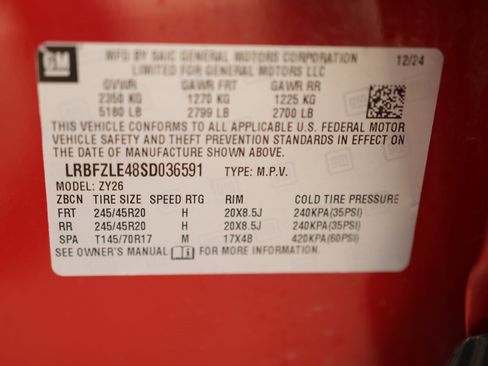 GM
MFD BY SAIC GENERAL MOTORS CORPORATION 12/24
LIMITED FOR GENERAL MOTORS LLC
GVWR GAWR FRT GAWR RR
2350 KG 1270 KG 1225 KG
5180 LB 2799 LB 2700 LB
THIS VEHICLE CONFORMS TO ALL APPLICABLE U.S. FEDERAL MOTOR
VEHICLE SAFETY AND THEFT PREVENTION STANDARDS IN EFFECT ON
THE DATE OF MANUFACTURE SHOWN ABOVE.
LRBFZLE48SD036591 TYPE: M.P.V.
MODEL: ZY26
ZBCN TIRE SIZE SPEED RTG RIM COLD TIRE PRESSURE
FRT 245/45R20 H 20X8.5J 240KPA(35PSI)
RR 245/45R20 H 20X8.5J 240KPA(35PSI)
SPA T145/70R17 M 17X4B 420KPA(60PSI)
SEE OWNER'S MANUAL FOR MORE INFORMATION